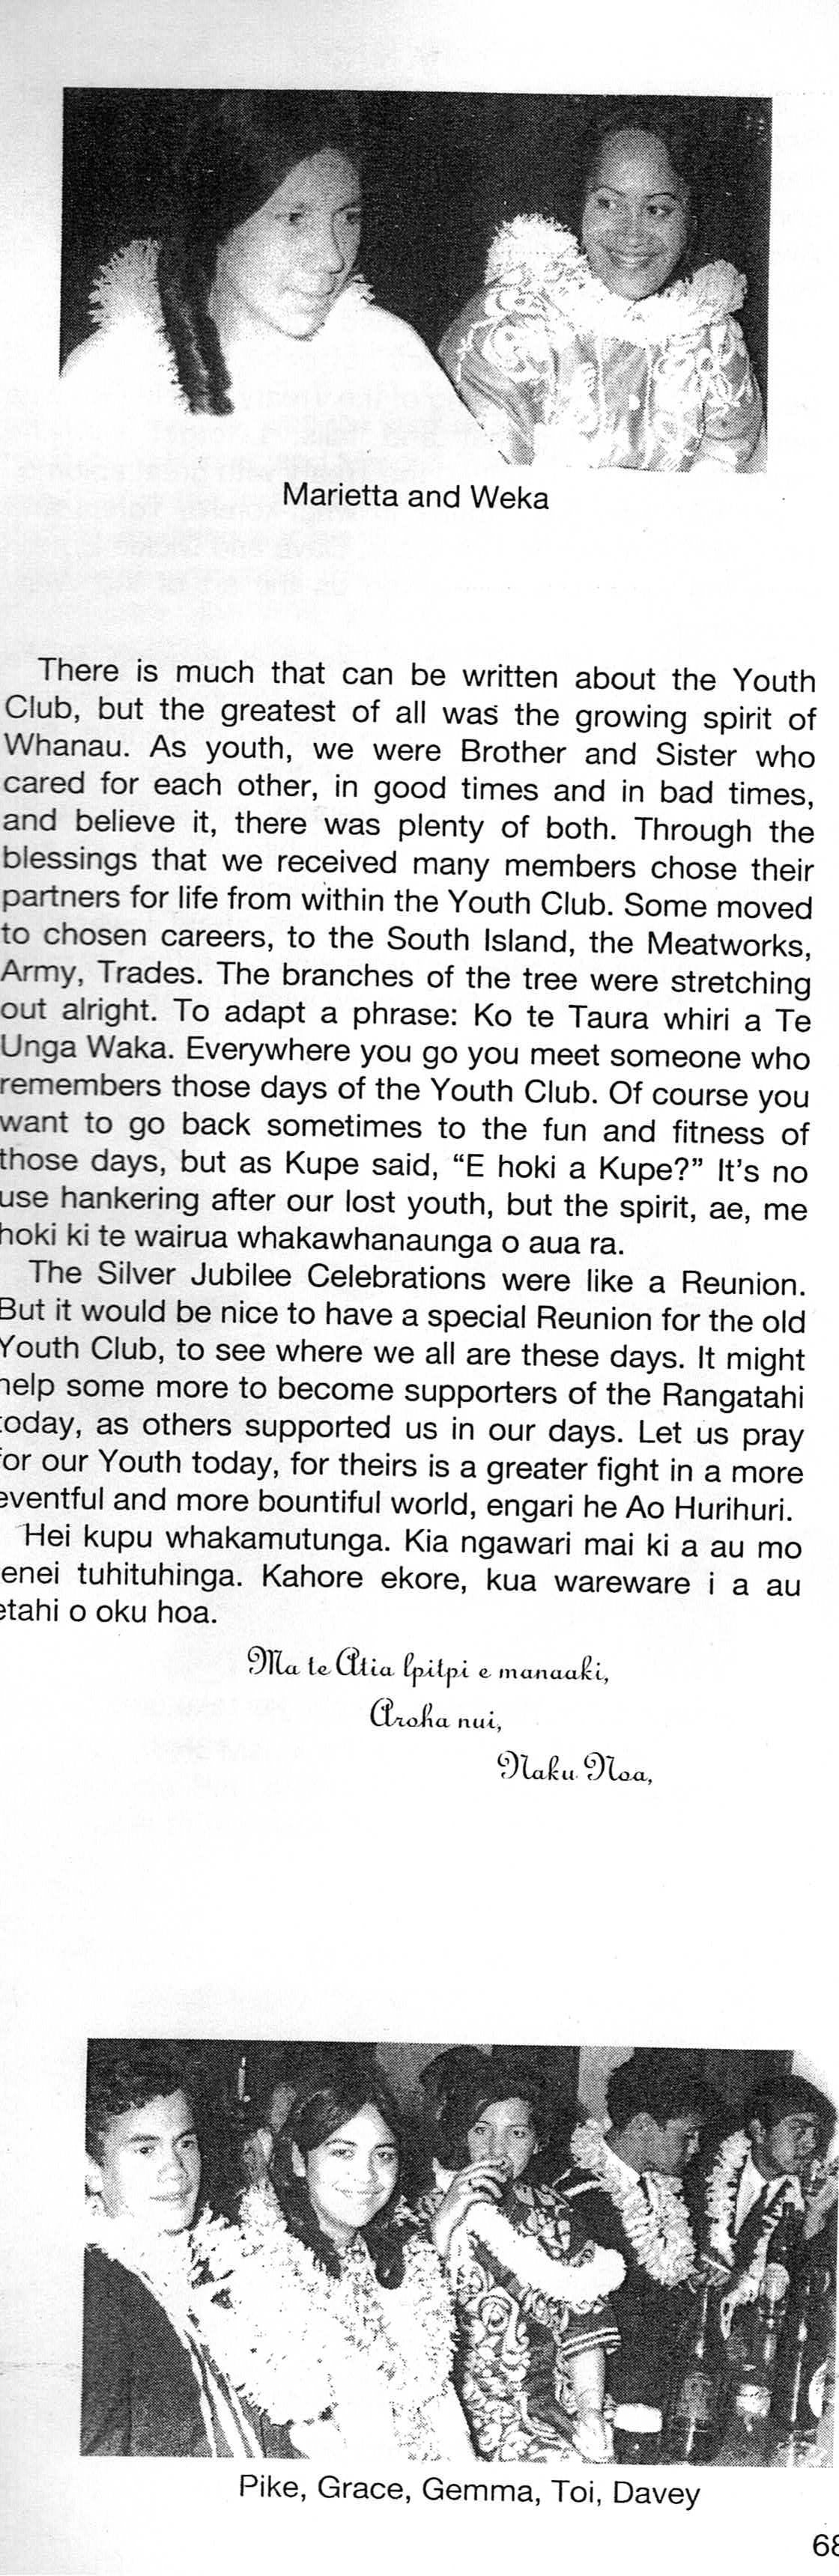 Marietta and Weka
There is much that can be written about the Youth
Club, but the greatest of all was the growing spirit of
Whanau. As youth, we were Brother and Sister who
cared for each other, in good times and in bad times,
and believe it, there was plenty of both. Through the
blessings that we received many members chose their
partners for life from within the Youth Club. Some moved
to chosen careers, to the South Island, the Meatworks,
Army, Trades. The branches of the tree were stretching
out alright. To adapt a phrase: Ko te Taura whiri a Te
Unga Waka. Everywhere you go you meet someone who
remembers those days of the Youth Club. Of course you
want to go back sometimes to the fun and fitness of
those days, but as Kupe said, “E hoki a Kupe?” It’s no
use hankering after our lost youth, but the spirit, ae, me
hoki ki te wairua whakawhanaunga o aua ra.
The Silver Jubilee Celebrations were like a Reunion.
But it would be nice to have a special Reunion for the old
Youth Club, to see where we all are these days. It might
help some more to become supporters of the Rangatahi
today, as others supported us in our days. Let us pray
for our Youth today, for theirs is a greater fight in a more
eventful and more bountiful world, engari he Ao Hurihuri.
Hei kupu whakamutunga. Kia ngawari mai ki a au mo
enei tuhituhinga. Kahore ekore, kua wareware i a au
etahi o oku hoa.
Ma te Atia Ipitpi e manaaki,
Aroha nui,
Naku Noa,
Pike, Grace, Gemma, Toi, Davey
68